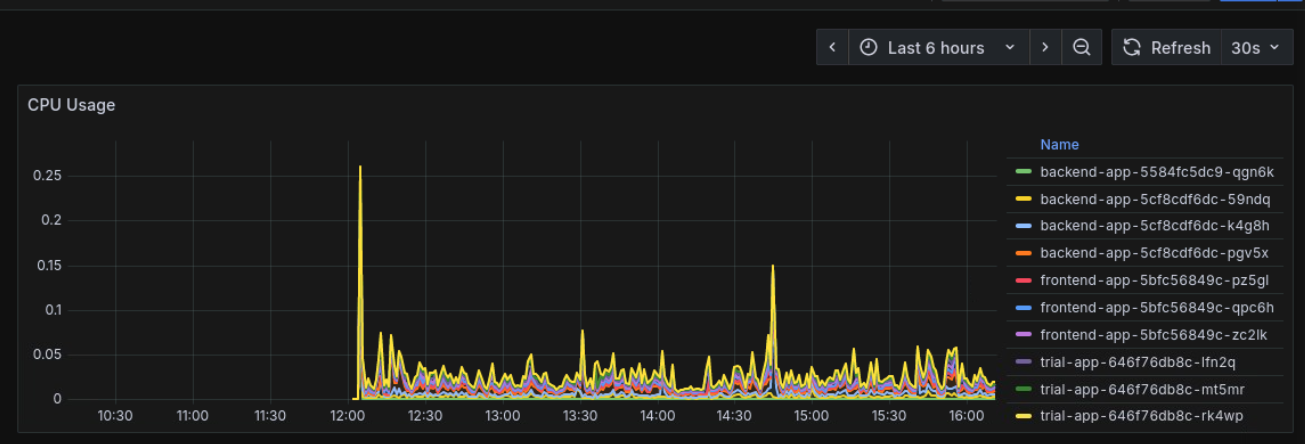 Last 6 hours
Refresh
30s
CPU Usage
0.25
0.2
0.15
0.1
0.05
0
10:30 11:00 11:30 12:00 12:30 13:00 13:30 14:00 14:30 15:00 15:30 16:00
Name
backend-app-5584fc5dc9-qgn6k
backend-app-5cf8cdf6dc-59ndq
backend-app-5cf8cdf6dc-k4g8h
backend-app-5cf8cdf6dc-pgv5x
frontend-app-5bfc56849c-pz5gl
frontend-app-5bfc56849c-qpc6h
frontend-app-5bfc56849c-zc2lk
trial-app-646f76db8c-lfn2q
trial-app-646f76db8c-mt5mr
trial-app-646f76db8c-rk4wp